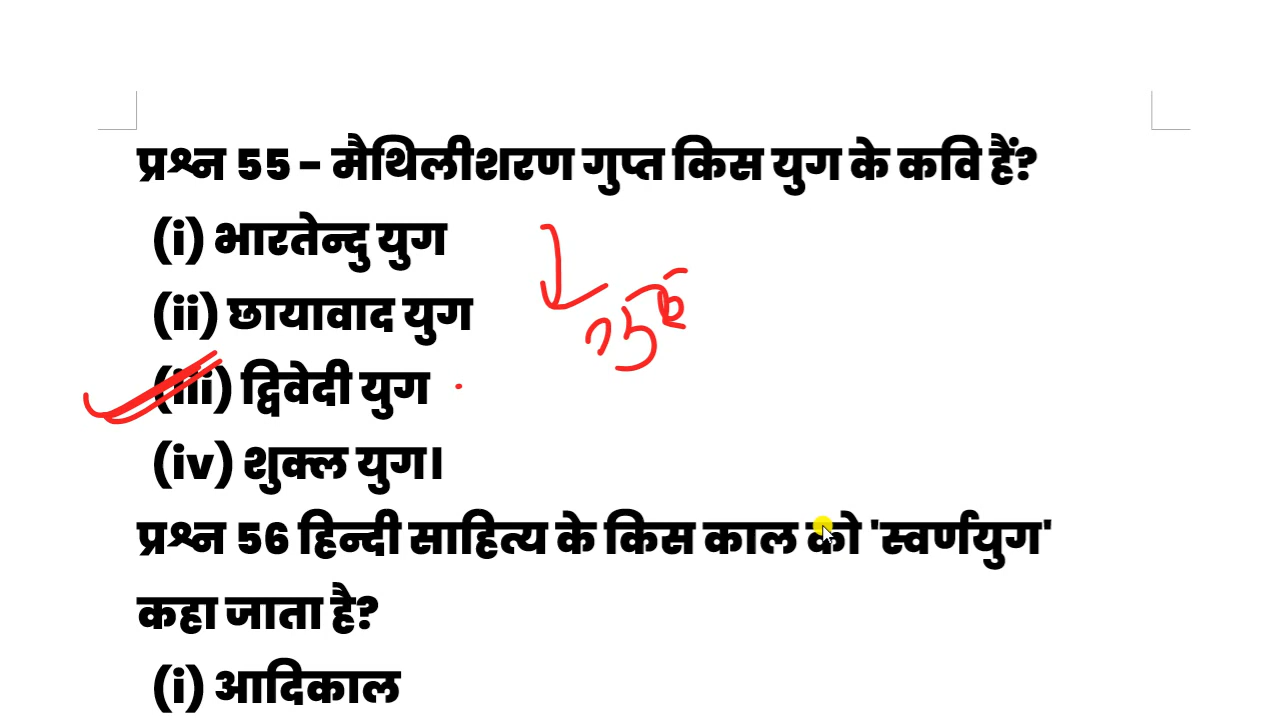 प्रश्न 55 - मैथिलीशरण गुप्त किस युग के कवि हैं?
(i) भारतेन्दु युग
(ii) छायावाद युग
(iii) द्विवेदी युग
(iv) शुक्ल युग।
प्रश्न 56 हिन्दी साहित्य के किस काल को 'स्वर्णयुग'
कहा जाता है?
(i) आदिकाल